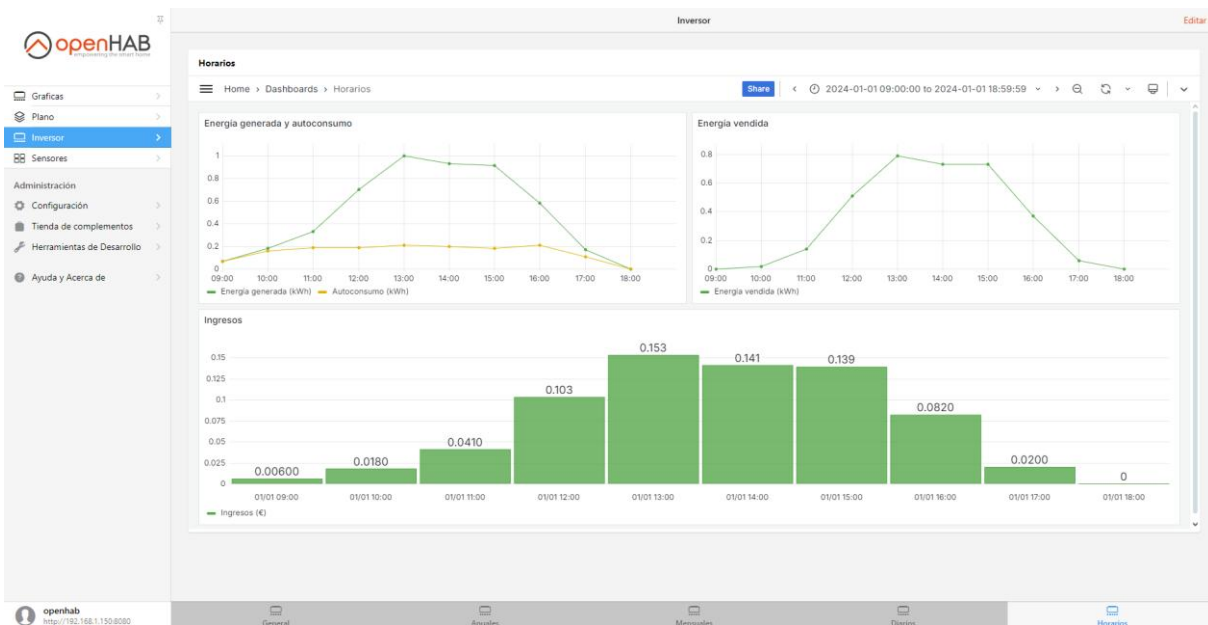 openHAB
empowering the smart home
Graficas
Plano
Inversor
Sensores
Administración
Configuración
Tienda de complementos
Herramientas de Desarrollo
Ayuda y Acerca de
openhab
http://192.168.1.150:8080
Inversor
Editar
Horarios
Home › Dashboards › Horarios
Share
2024-01-01 09:00:00 to 2024-01-01 18:59:59
Energía generada y autoconsumo
1
0.8
0.6
0.4
0.2
0
09:00 10:00 11:00 12:00 13:00 14:00 15:00 16:00 17:00 18:00
Energía generada (kWh) Autoconsumo (kWh)
Energía vendida
0.8
0.6
0.4
0.2
0
09:00 10:00 11:00 12:00 13:00 14:00 15:00 16:00 17:00 18:00
Energía vendida (kWh)
Ingresos
0.15
0.125
0.1
0.075
0.05
0.025
0
0.00600 0.0180 0.0410 0.103 0.153 0.141 0.139 0.0820 0.0200 0
01/01 09:00 01/01 10:00 01/01 11:00 01/01 12:00 01/01 13:00 01/01 14:00 01/01 15:00 01/01 16:00 01/01 17:00 01/01 18:00
Ingresos (€)
General Anuales Mensuales Diarios Horarios